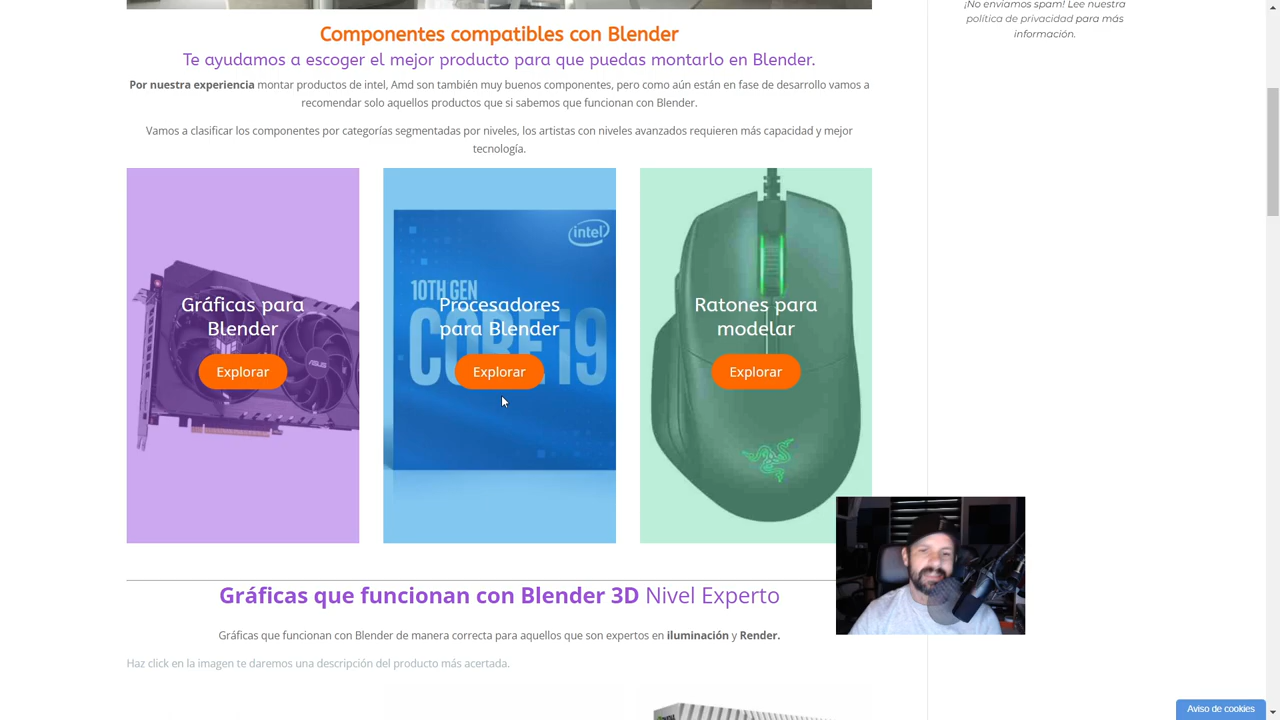 ¡No enviamos spam! Lee nuestra
política de privacidad para más
información.
Componentes compatibles con Blender
Te ayudamos a escoger el mejor producto para que puedas montarlo en Blender.
Por nuestra experiencia montar productos de intel, Amd son también muy buenos componentes, pero como aún están en fase de desarrollo vamos a
recomendar solo aquellos productos que si sabemos que funcionan con Blender.
Vamos a clasificar los componentes por categorías segmentadas por niveles, los artistas con niveles avanzados requieren más capacidad y mejor
tecnología.
Gráficas para
Blender
Explorar
ASUS
intel
10TH GEN
CORE i9
Procesadores
para Blender
Explorar
Ratones para
modelar
Explorar
Gráficas que funcionan con Blender 3D Nivel Experto
Gráficas que funcionan con Blender de manera correcta para aquellos que son expertos en iluminación y Render.
Haz click en la imagen te daremos una descripción del producto más acertada.
Aviso de cookies